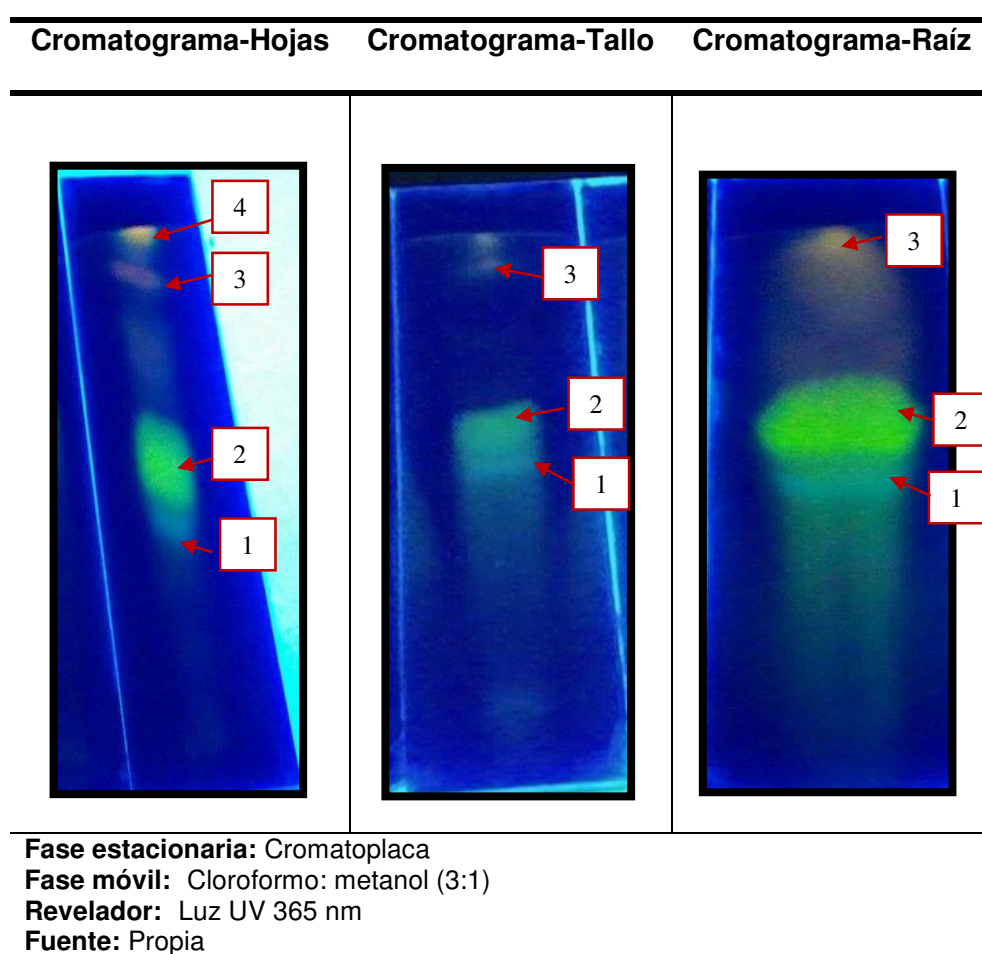 Cromatograma-Hojas Cromatograma-Tallo Cromatograma-Raíz
4
3
2
1
3
2
1
3
2
1
Fase estacionaria: Cromatoplaca
Fase móvil: Cloroformo: metanol (3:1)
Revelador: Luz UV 365 nm
Fuente: Propia